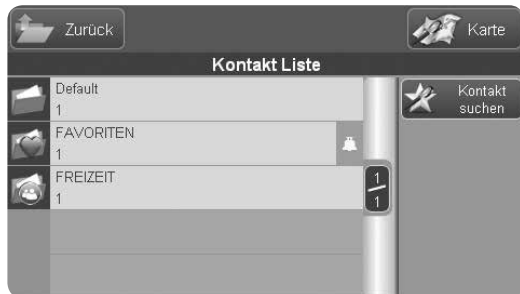 Zurück
Karte
Kontakt Liste
Default
1
Kontakt
suchen
FAVORITEN
1
FREIZEIT
1
1
1